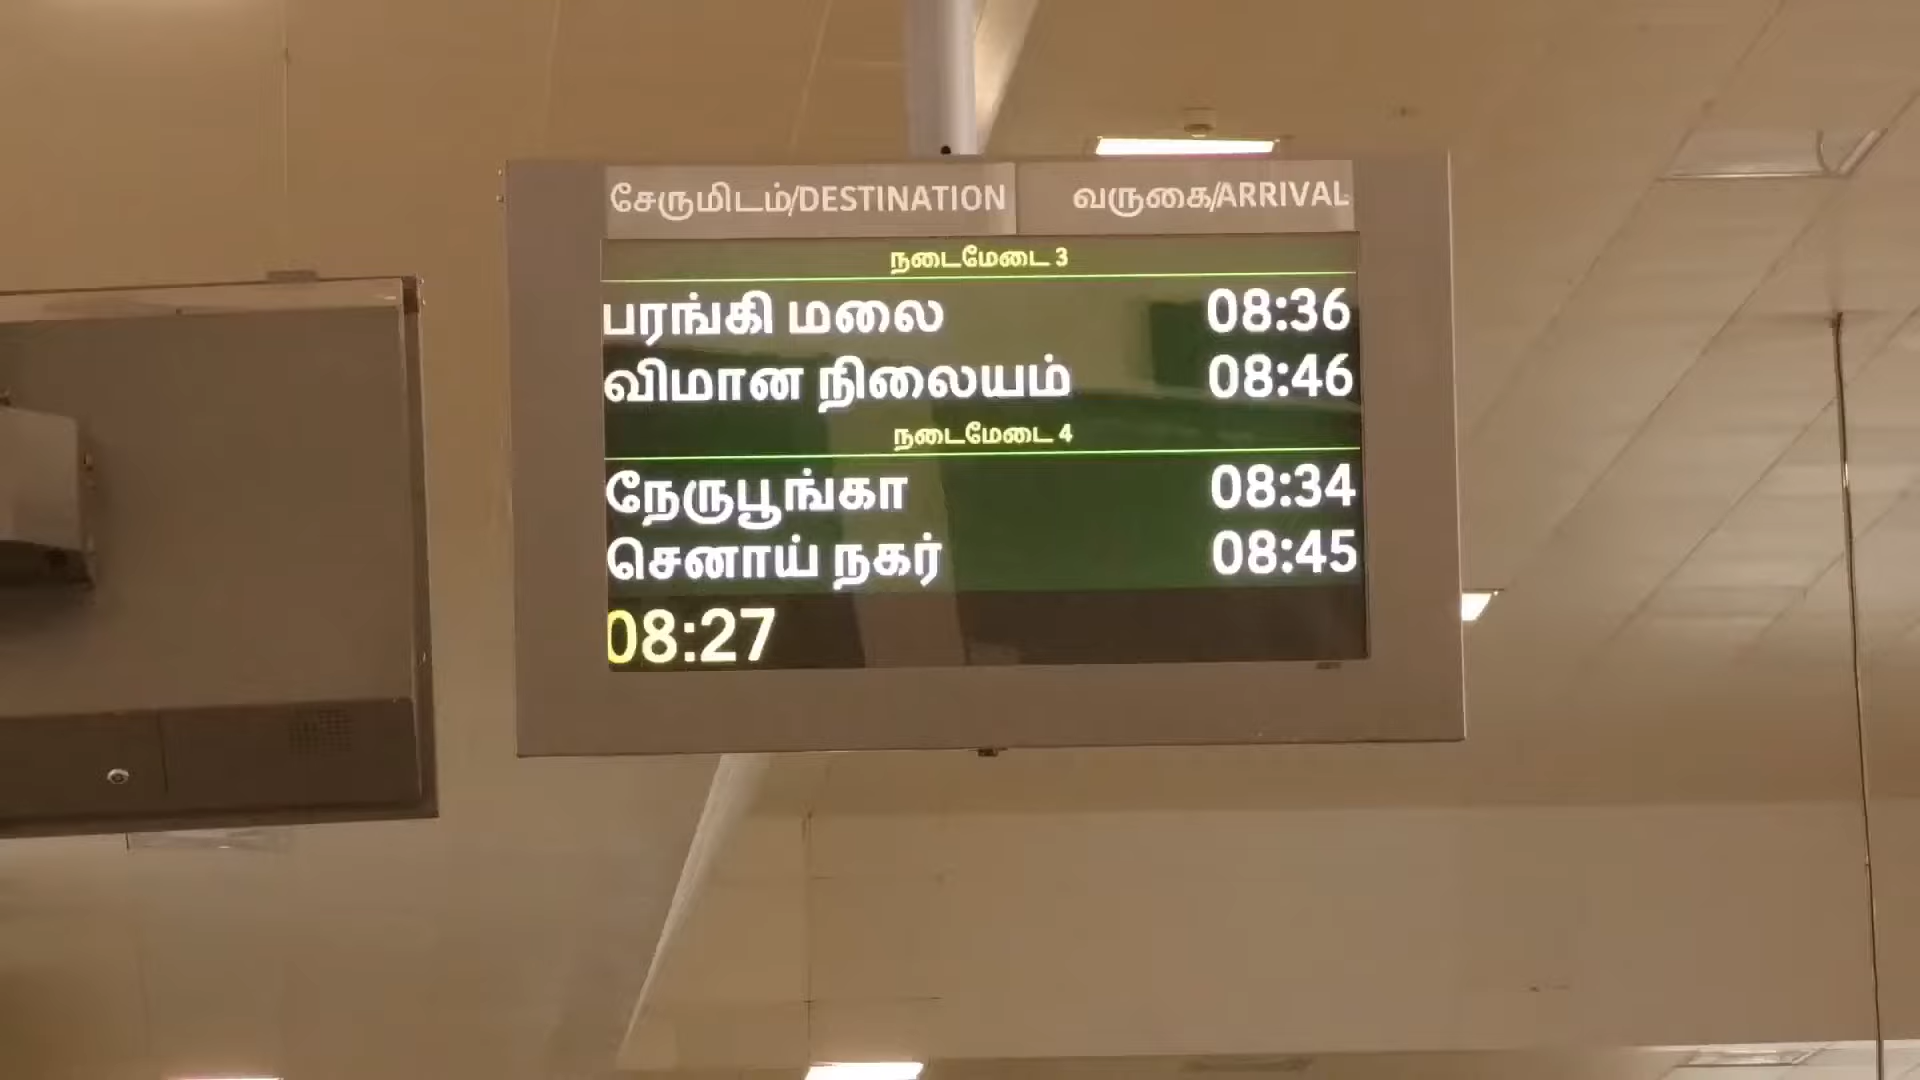 சேருமிடம்/DESTINATION வருகை/ARRIVAL
நடைமேடை 3
பரங்கி மலை 08:36
விமான நிலையம் 08:46
நடைமேடை 4
நேருபூங்கா 08:34
செனாய் நகர் 08:45
08:27